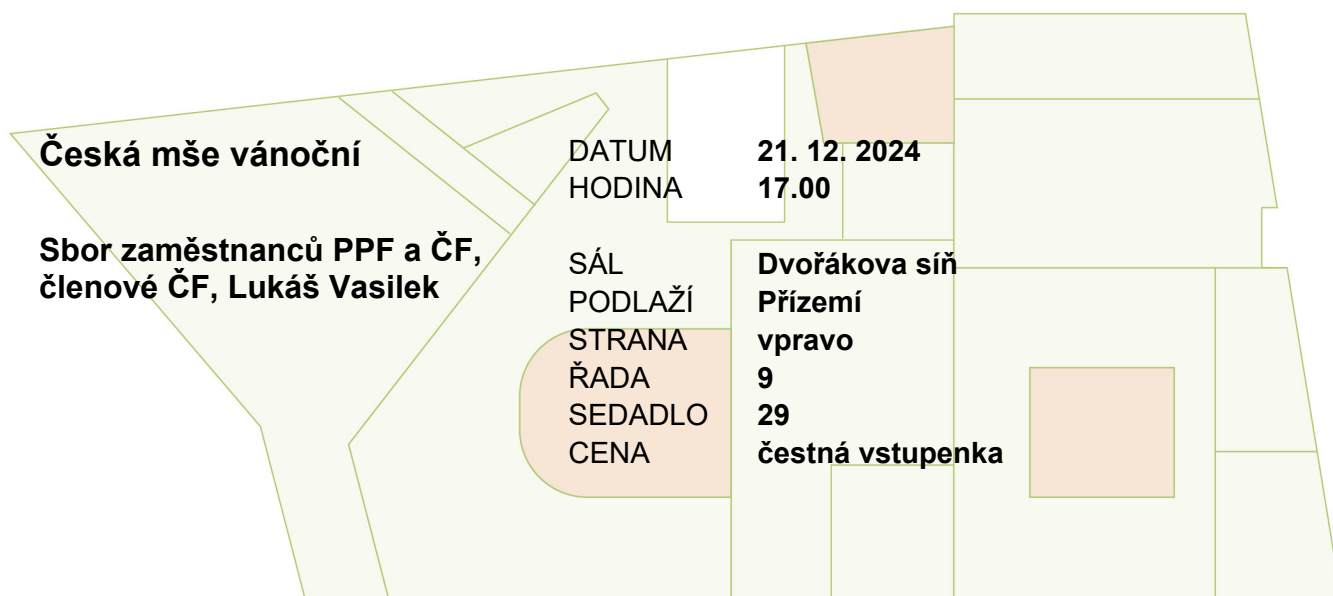 Česká mše vánoční
Sbor zaměstnanců PPF a ČF,
členové ČF, Lukáš Vasilek
DATUM 21. 12. 2024
HODINA 17.00
SÁL Dvořákova síň
PODLAŽÍ Přízemí
STRANA vpravo
ŘADA 9
SEDADLO 29
CENA čestná vstupenka